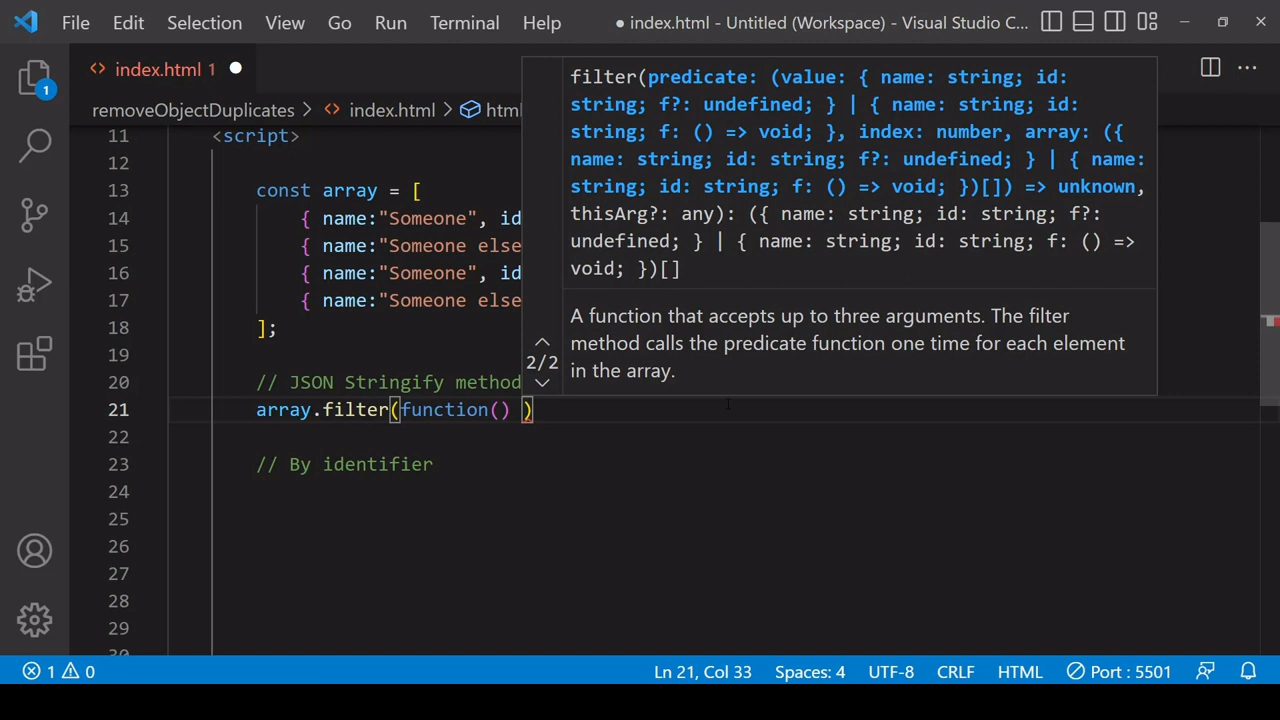 File Edit Selection View Go Run Terminal Help ● index.html - Untitled (Workspace) - Visual Studio C...
index.html 1
removeObjectDuplicates > index.html > html
1
11 <script>
12
13 const array = [
14 { name:"Someone", id
15 { name:"Someone else
16 { name:"Someone", id
17 { name:"Someone else
18 ];
19
20 // JSON Stringify method
21 array.filter(function() )
22
23 // By identifier
24
25
26
27
28
29
filter(predicate: (value: { name: string; id:
string; f?: undefined; } | { name: string; id:
string; f: () => void; }, index: number, array: ({
name: string; id: string; f?: undefined; } | { name:
string; id: string; f: () => void; })[]) => unknown,
thisArg?: any): ({ name: string; id: string; f?:
undefined; } | { name: string; id: string; f: () =>
void; })[]
2/2
A function that accepts up to three arguments. The filter
method calls the predicate function one time for each element
in the array.
1 0 Ln 21, Col 33 Spaces: 4 UTF-8 CRLF HTML Port : 5501